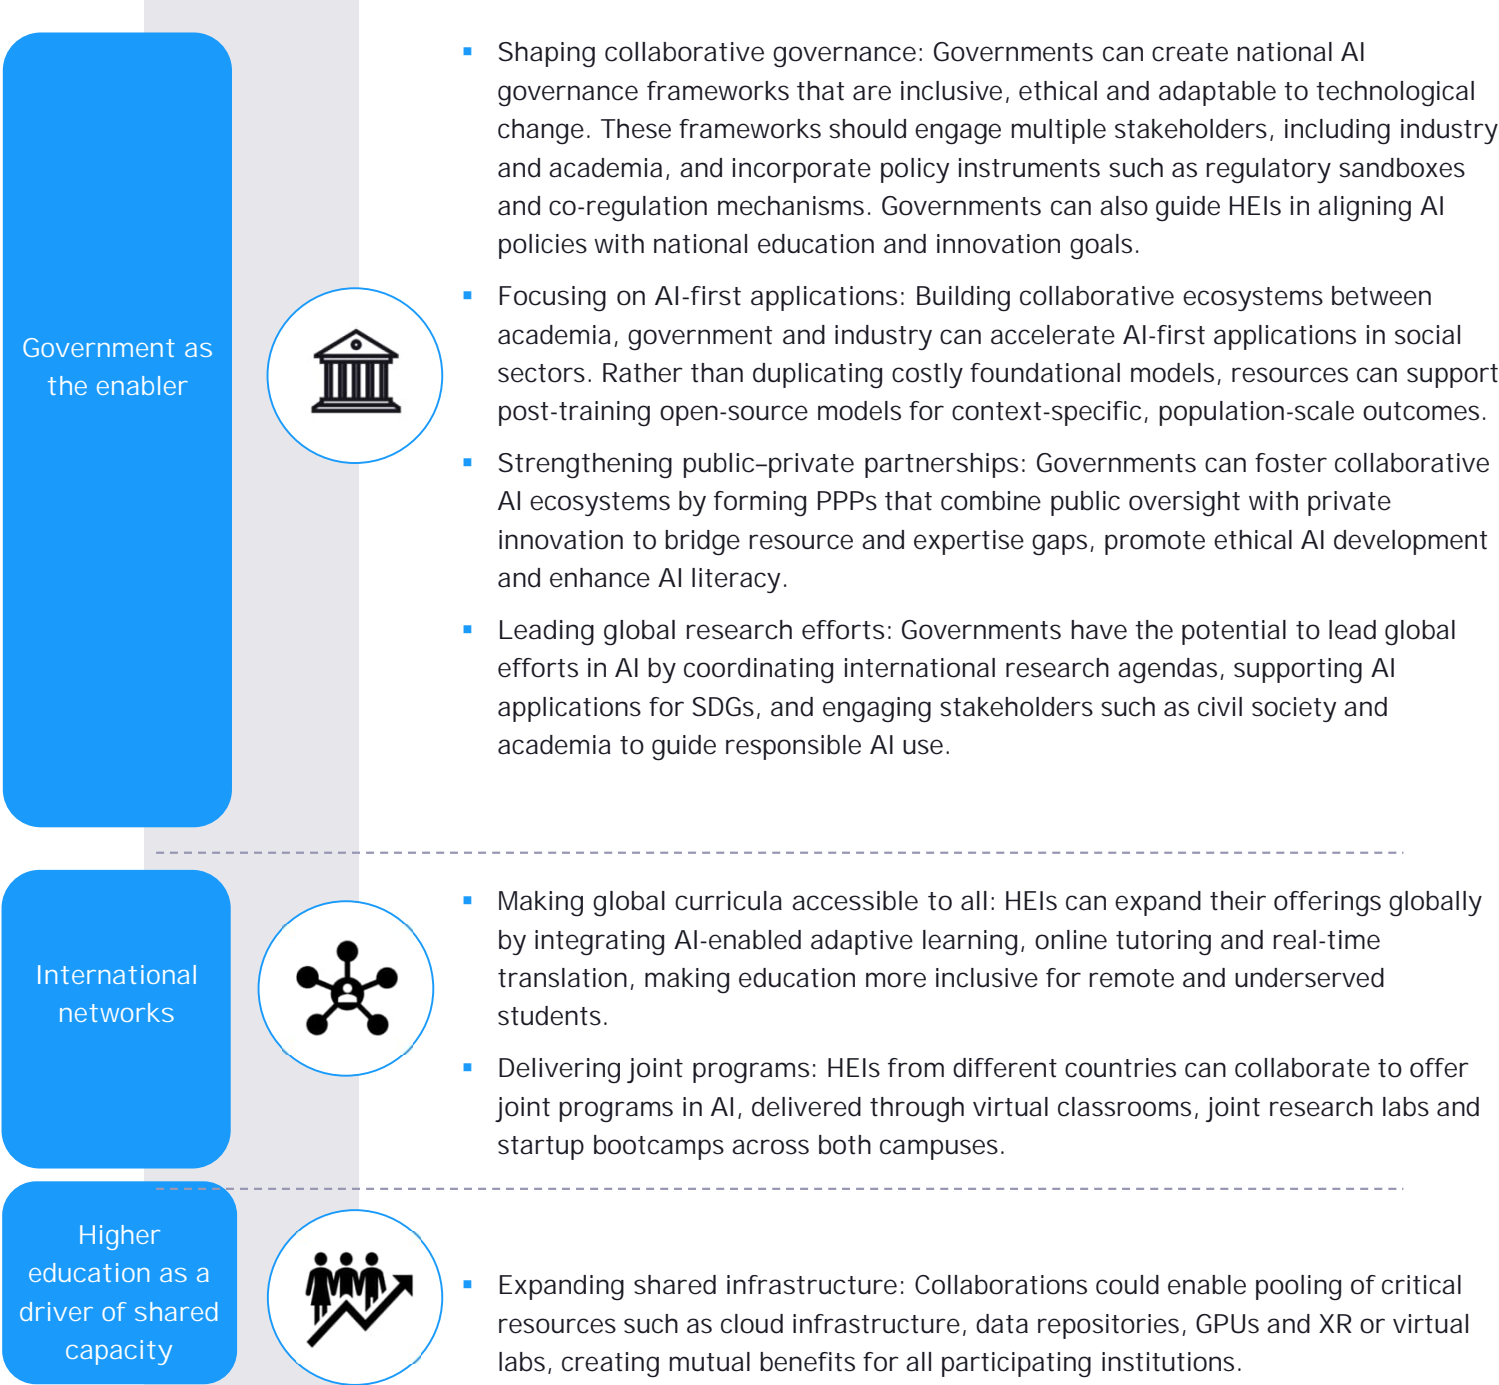 Government as
the enabler
Shaping collaborative governance: Governments can create national AI
governance frameworks that are inclusive, ethical and adaptable to technological
change. These frameworks should engage multiple stakeholders, including industry
and academia, and incorporate policy instruments such as regulatory sandboxes
and co-regulation mechanisms. Governments can also guide HEIs in aligning AI
policies with national education and innovation goals.
Focusing on AI-first applications: Building collaborative ecosystems between
academia, government and industry can accelerate AI-first applications in social
sectors. Rather than duplicating costly foundational models, resources can support
post-training open-source models for context-specific, population-scale outcomes.
Strengthening public–private partnerships: Governments can foster collaborative
AI ecosystems by forming PPPs that combine public oversight with private
innovation to bridge resource and expertise gaps, promote ethical AI development
and enhance AI literacy.
Leading global research efforts: Governments have the potential to lead global
efforts in AI by coordinating international research agendas, supporting AI
applications for SDGs, and engaging stakeholders such as civil society and
academia to guide responsible AI use.
International
networks
Making global curricula accessible to all: HEIs can expand their offerings globally
by integrating AI-enabled adaptive learning, online tutoring and real-time
translation, making education more inclusive for remote and underserved
students.
Delivering joint programs: HEIs from different countries can collaborate to offer
joint programs in AI, delivered through virtual classrooms, joint research labs and
startup bootcamps across both campuses.
Higher
education as a
driver of shared
capacity
Expanding shared infrastructure: Collaborations could enable pooling of critical
resources such as cloud infrastructure, data repositories, GPUs and XR or virtual
labs, creating mutual benefits for all participating institutions.